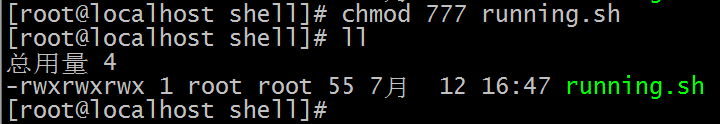 [root@localhost shell]# chmod 777 running.sh
[root@localhost shell]# ll
总用量 4
-rwxrwxrwx 1 root root 55 7月  12 16:47 running.sh
[root@localhost shell]#